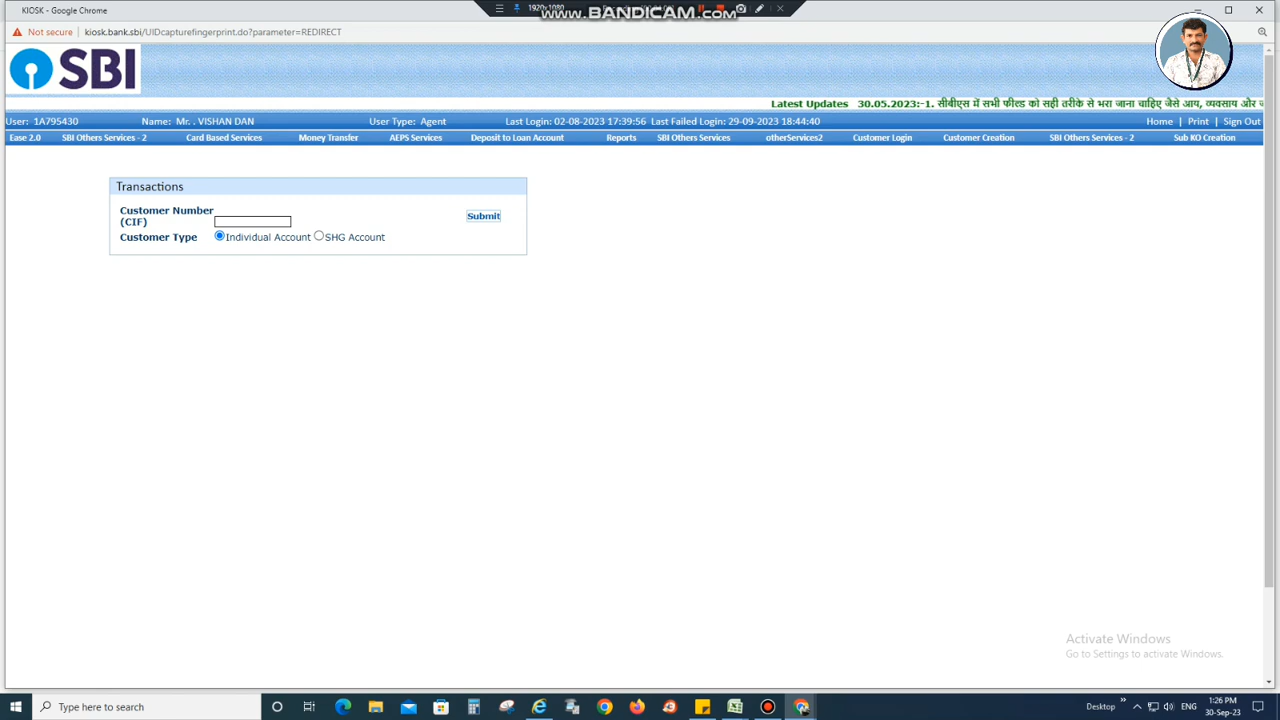 KIOSK - Google Chrome
1920x1080
www.BANDICAM.com
Not secure
kiosk.bank.sbi/UIDcapturefingerprint.do?parameter=REDIRECT
SBI
Latest Updates 30.05.2023:-1. सीबीएस में सभी फील्ड को सही तरीके से भरा जाना चाहिए जैसे आय, व्यवसाय और
User: 1A795430 Name: Mr. . VISHAN DAN User Type: Agent Last Login: 02-08-2023 17:39:56 Last Failed Login: 29-09-2023 18:44:40 Home | Print | Sign Out
Ease 2.0 SBI Others Services - 2 Card Based Services Money Transfer AEPS Services Deposit to Loan Account Reports SBI Others Services otherServices2 Customer Login Customer Creation SBI Others Services - 2 Sub KO Creation
Transactions
Customer Number
(CIF)
Submit
Customer Type Individual Account SHG Account
Activate Windows
Go to Settings to activate Windows.
Type here to search
Desktop
ENG
1:26 PM
30-Sep-23